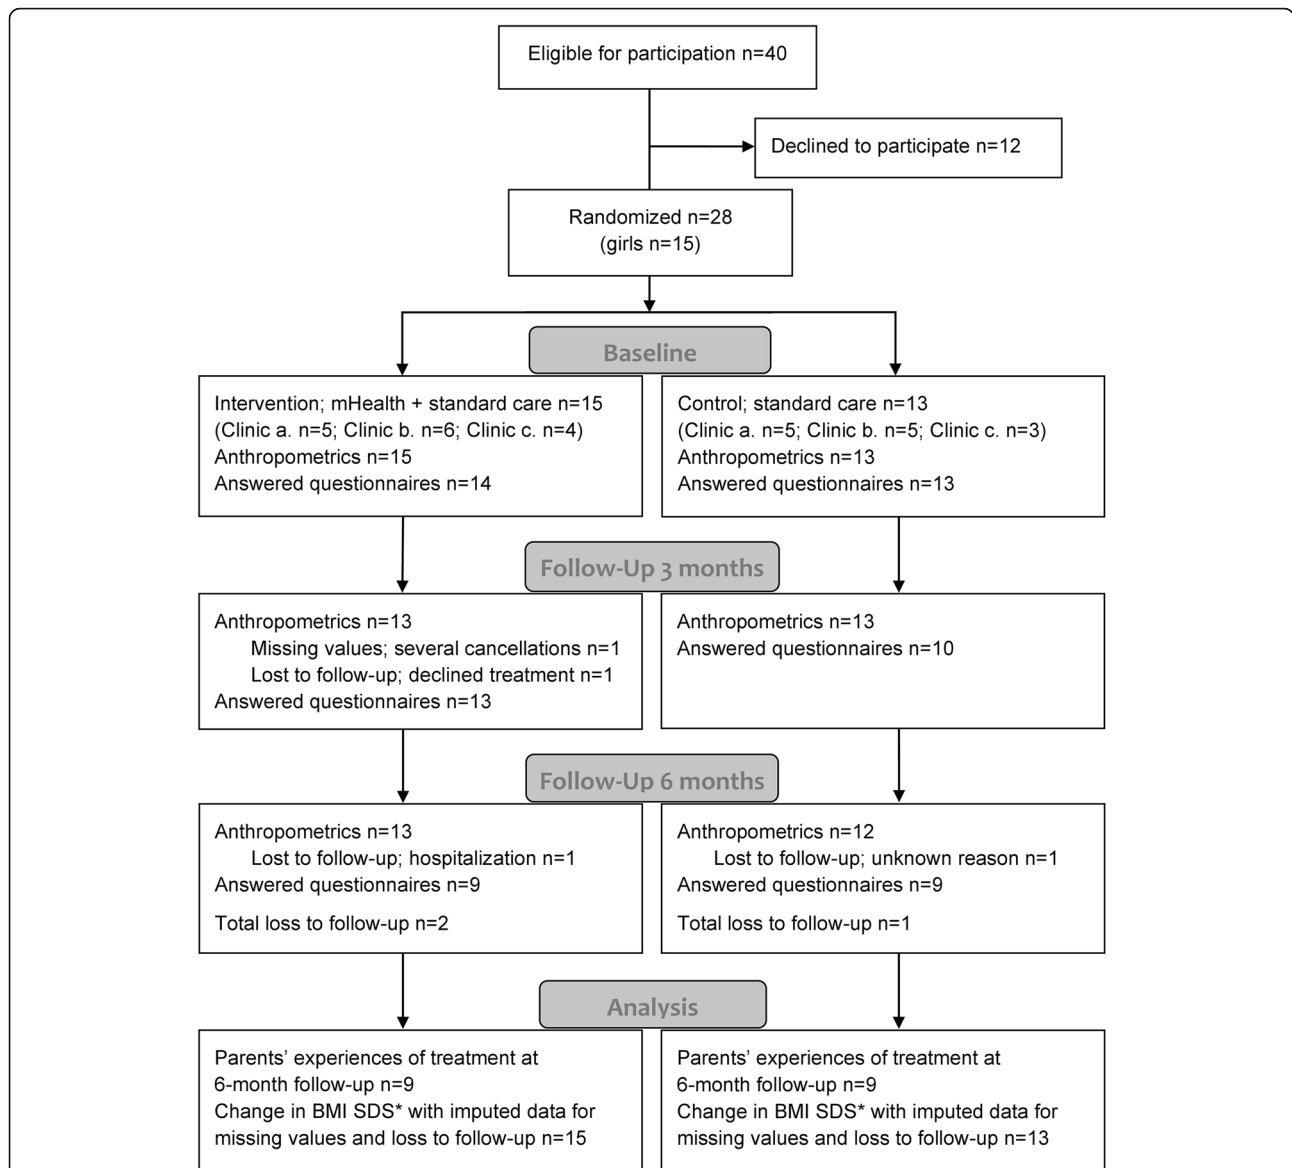 Eligible for participation n=40
Declined to participate n=12
Randomized n=28
(girls n=15)
Baseline
Intervention; mHealth + standard care n=15
(Clinic a. n=5; Clinic b. n=6; Clinic c. n=4)
Anthropometrics n=15
Answered questionnaires n=14
Control; standard care n=13
(Clinic a. n=5; Clinic b. n=5; Clinic c. n=3)
Anthropometrics n=13
Answered questionnaires n=13
Follow-Up 3 months
Anthropometrics n=13
Missing values; several cancellations n=1
Lost to follow-up; declined treatment n=1
Answered questionnaires n=13
Anthropometrics n=13
Answered questionnaires n=10
Follow-Up 6 months
Anthropometrics n=13
Lost to follow-up; hospitalization n=1
Answered questionnaires n=9
Total loss to follow-up n=2
Anthropometrics n=12
Lost to follow-up; unknown reason n=1
Answered questionnaires n=9
Total loss to follow-up n=1
Analysis
Parents’ experiences of treatment at
6-month follow-up n=9
Change in BMI SDS* with imputed data for
missing values and loss to follow-up n=15
Parents’ experiences of treatment at
6-month follow-up n=9
Change in BMI SDS* with imputed data for
missing values and loss to follow-up n=13